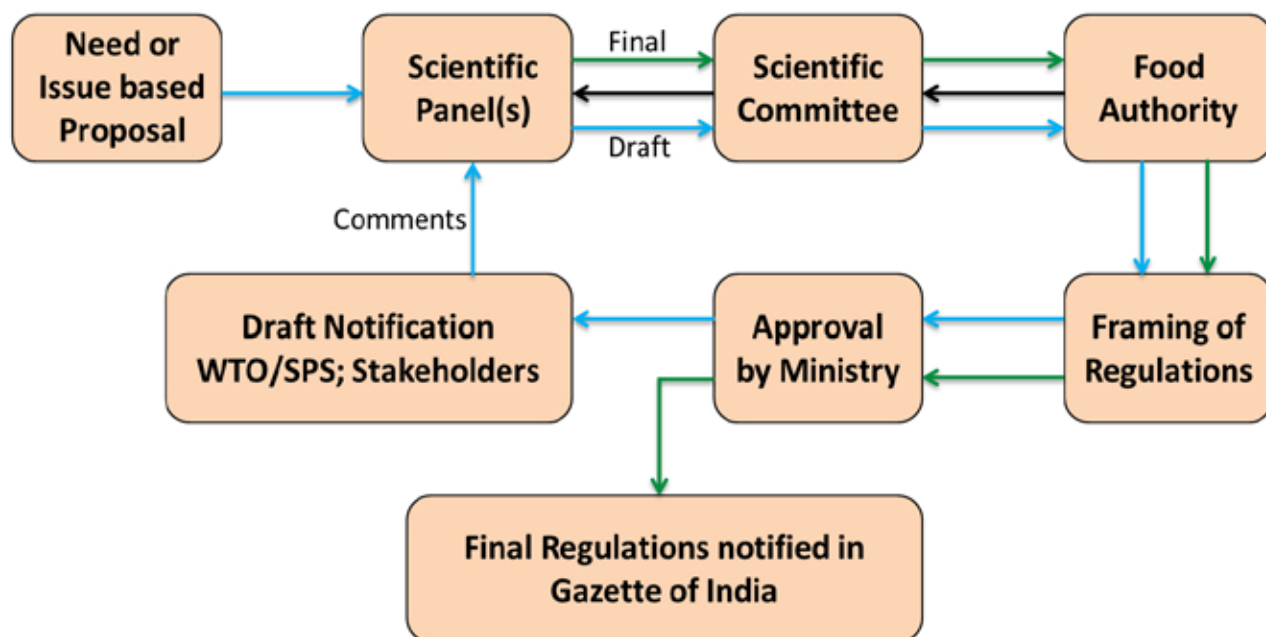 Need or
Issue based
Proposal
Scientific
Panel(s)
Final
Draft
Scientific
Committee
Food
Authority
Comments
Draft Notification
WTO/SPS; Stakeholders
Approval
by Ministry
Framing of
Regulations
Final Regulations notified in
Gazette of India